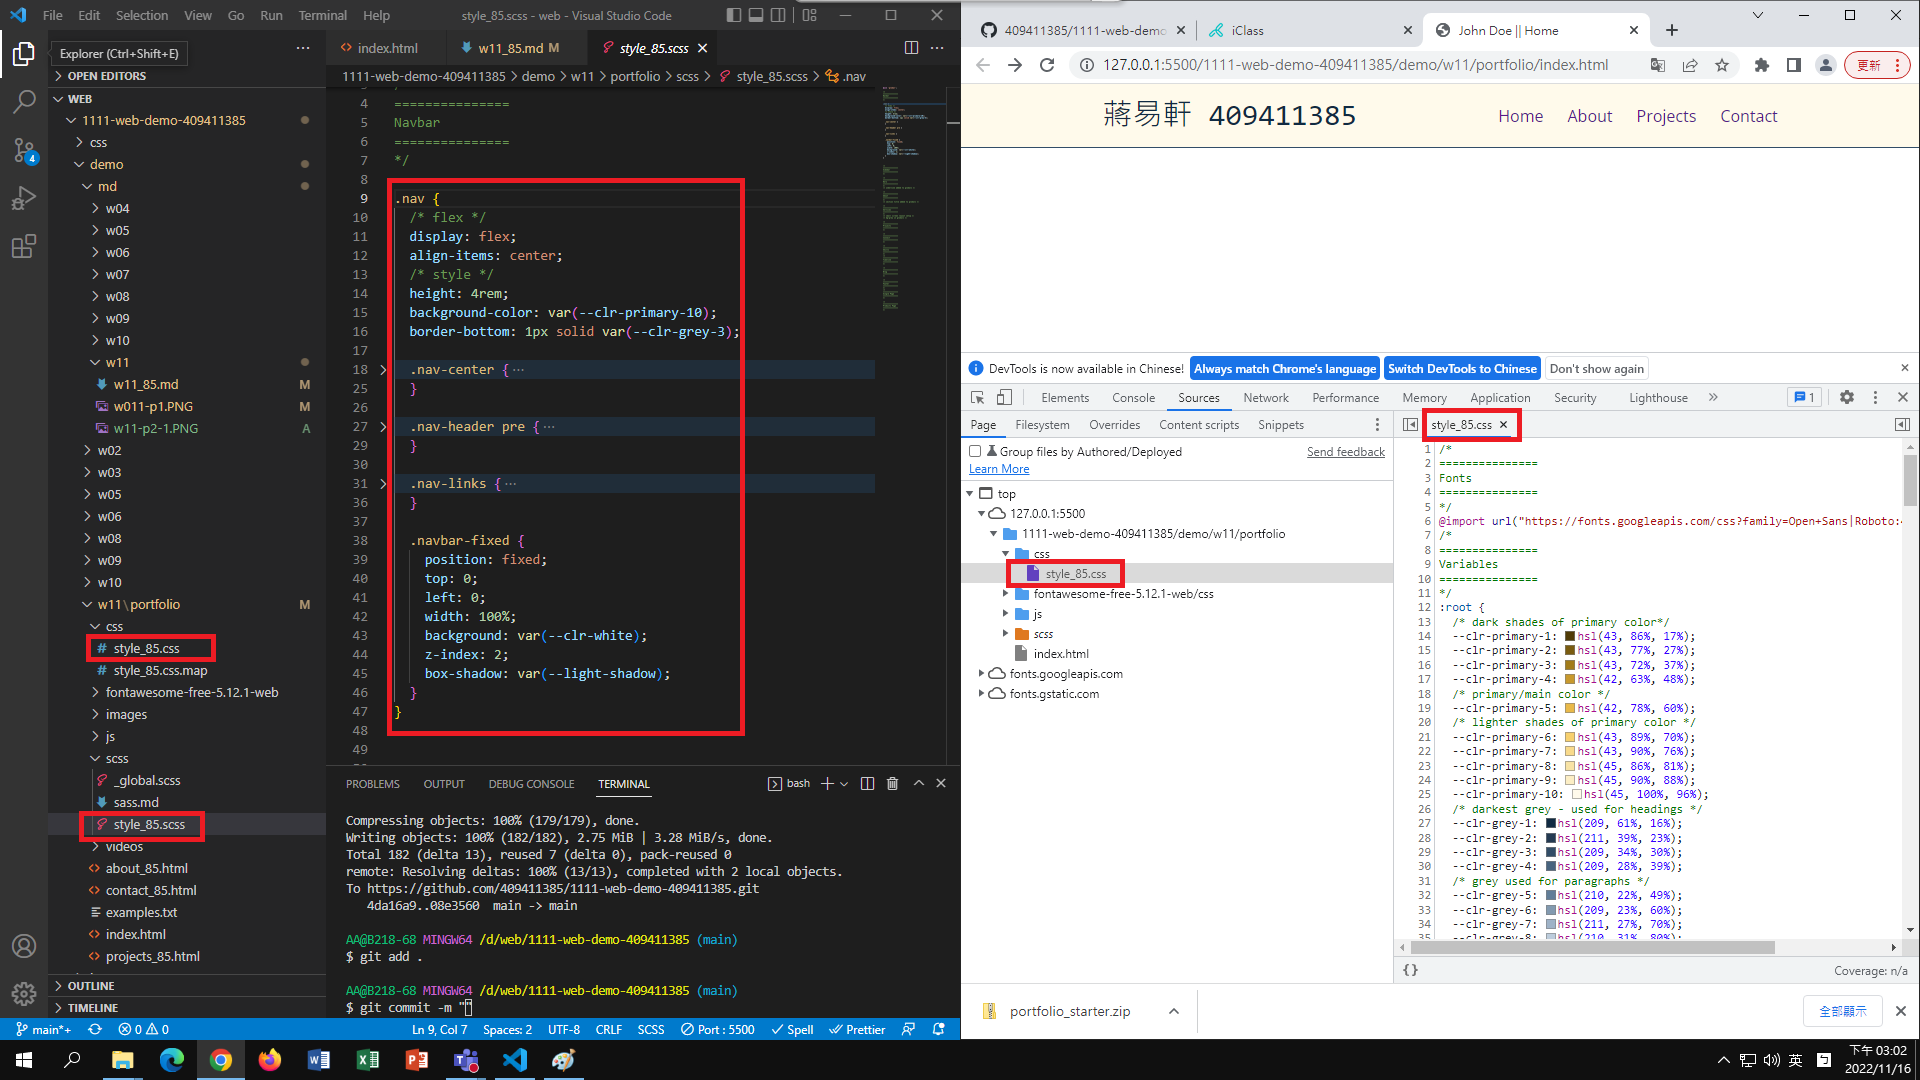 File Edit Selection View Go Run Terminal Help
style_85.scss - web - Visual Studio Code
Explorer (Ctrl+Shift+E)
OPEN EDITORS
WEB
1111-web-demo-409411385
css
demo
md
w04
w05
w06
w07
w08
w09
w10
w11
w11_85.md M
w011-p1.PNG M
w11-p2-1.PNG A
w02
w03
w05
w06
w08
w09
w10
w11\portfolio M
css
style_85.css
style_85.css.map
fontawesome-free-5.12.1-web
images
js
scss
_global.scss
sass.md
style_85.scss
videos
about_85.html
contact_85.html
examples.txt
index.html
projects_85.html
OUTLINE
TIMELINE
4
index.html
w11_85.md M
style_85.scss
1111-web-demo-409411385 > demo > w11 > portfolio > scss > style_85.scss > .nav
4 ===============
5 Navbar
6 ===============
7 */
8
9 .nav {
10 /* flex */
11 display: flex;
12 align-items: center;
13 /* style */
14 height: 4rem;
15 background-color: var(--clr-primary-10);
16 border-bottom: 1px solid var(--clr-grey-3);
17
18 .nav-center {···
25 }
26
27 .nav-header pre {···
29 }
30
31 .nav-links {···
36 }
37
38 .navbar-fixed {
39 position: fixed;
40 top: 0;
41 left: 0;
42 width: 100%;
43 background: var(--clr-white);
44 z-index: 2;
45 box-shadow: var(--light-shadow);
46 }
47 }
48
49
PROBLEMS OUTPUT DEBUG CONSOLE TERMINAL
bash
Compressing objects: 100% (179/179), done.
Writing objects: 100% (182/182), 2.75 MiB | 3.28 MiB/s, done.
Total 182 (delta 13), reused 7 (delta 0), pack-reused 0
remote: Resolving deltas: 100% (13/13), completed with 2 local objects.
To https://github.com/409411385/1111-web-demo-409411385.git
4da16a9..08e3560 main -> main
AA@B218-68 MINGW64 /d/web/1111-web-demo-409411385 (main)
$ git add .
AA@B218-68 MINGW64 /d/web/1111-web-demo-409411385 (main)
$ git commit -m ""
main*+ 0 0 Ln 9, Col 7 Spaces: 2 UTF-8 CRLF SCSS Port : 5500 Spell Prettier
409411385/1111-web-demo
iClass
John Doe || Home
127.0.0.1:5500/1111-web-demo-409411385/demo/w11/portfolio/index.html
更新
蔣易軒 409411385
Home About Projects Contact
DevTools is now available in Chinese! Always match Chrome's language Switch DevTools to Chinese Don't show again
Elements Console Sources Network Performance Memory Application Security Lighthouse 1
Page Filesystem Overrides Content scripts Snippets
style_85.css
Group files by Authored/Deployed
Send feedback
Learn More
top
127.0.0.1:5500
1111-web-demo-409411385/demo/w11/portfolio
css
style_85.css
fontawesome-free-5.12.1-web/css
js
scss
index.html
fonts.googleapis.com
fonts.gstatic.com
1 /*
2 ===============
3 Fonts
4 ===============
5 */
6 @import url("https://fonts.googleapis.com/css?family=Open+Sans|Roboto:
7 /*
8 ===============
9 Variables
10 ===============
11 */
12 :root {
13 /* dark shades of primary color*/
14 --clr-primary-1: hsl(43, 86%, 17%);
15 --clr-primary-2: hsl(43, 77%, 27%);
16 --clr-primary-3: hsl(43, 72%, 37%);
17 --clr-primary-4: hsl(42, 63%, 48%);
18 /* primary/main color */
19 --clr-primary-5: hsl(42, 78%, 60%);
20 /* lighter shades of primary color */
21 --clr-primary-6: hsl(43, 89%, 70%);
22 --clr-primary-7: hsl(43, 90%, 76%);
23 --clr-primary-8: hsl(45, 86%, 81%);
24 --clr-primary-9: hsl(45, 90%, 88%);
25 --clr-primary-10: hsl(45, 100%, 96%);
26 /* darkest grey - used for headings */
27 --clr-grey-1: hsl(209, 61%, 16%);
28 --clr-grey-2: hsl(211, 39%, 23%);
29 --clr-grey-3: hsl(209, 34%, 30%);
30 --clr-grey-4: hsl(209, 28%, 39%);
31 /* grey used for paragraphs */
32 --clr-grey-5: hsl(210, 22%, 49%);
33 --clr-grey-6: hsl(209, 23%, 60%);
34 --clr-grey-7: hsl(211, 27%, 70%);
35 --clr-grey-8: hsl(210, 31%, 80%);
{}
Coverage: n/a
portfolio_starter.zip
全部顯示
英
下午 03:02
2022/11/16